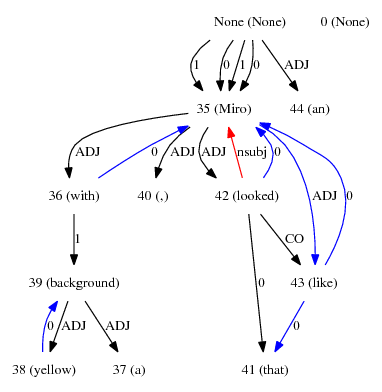 None (None) 0 (None)
1 0 1 0 ADJ
35 (Miro) 44 (an)
ADJ 0 ADJ ADJ nsubj 0 ADJ 0
36 (with) 40 (,) 42 (looked)
1 CO
39 (background) 0 43 (like)
0 ADJ ADJ 0
38 (yellow) 37 (a) 41 (that)